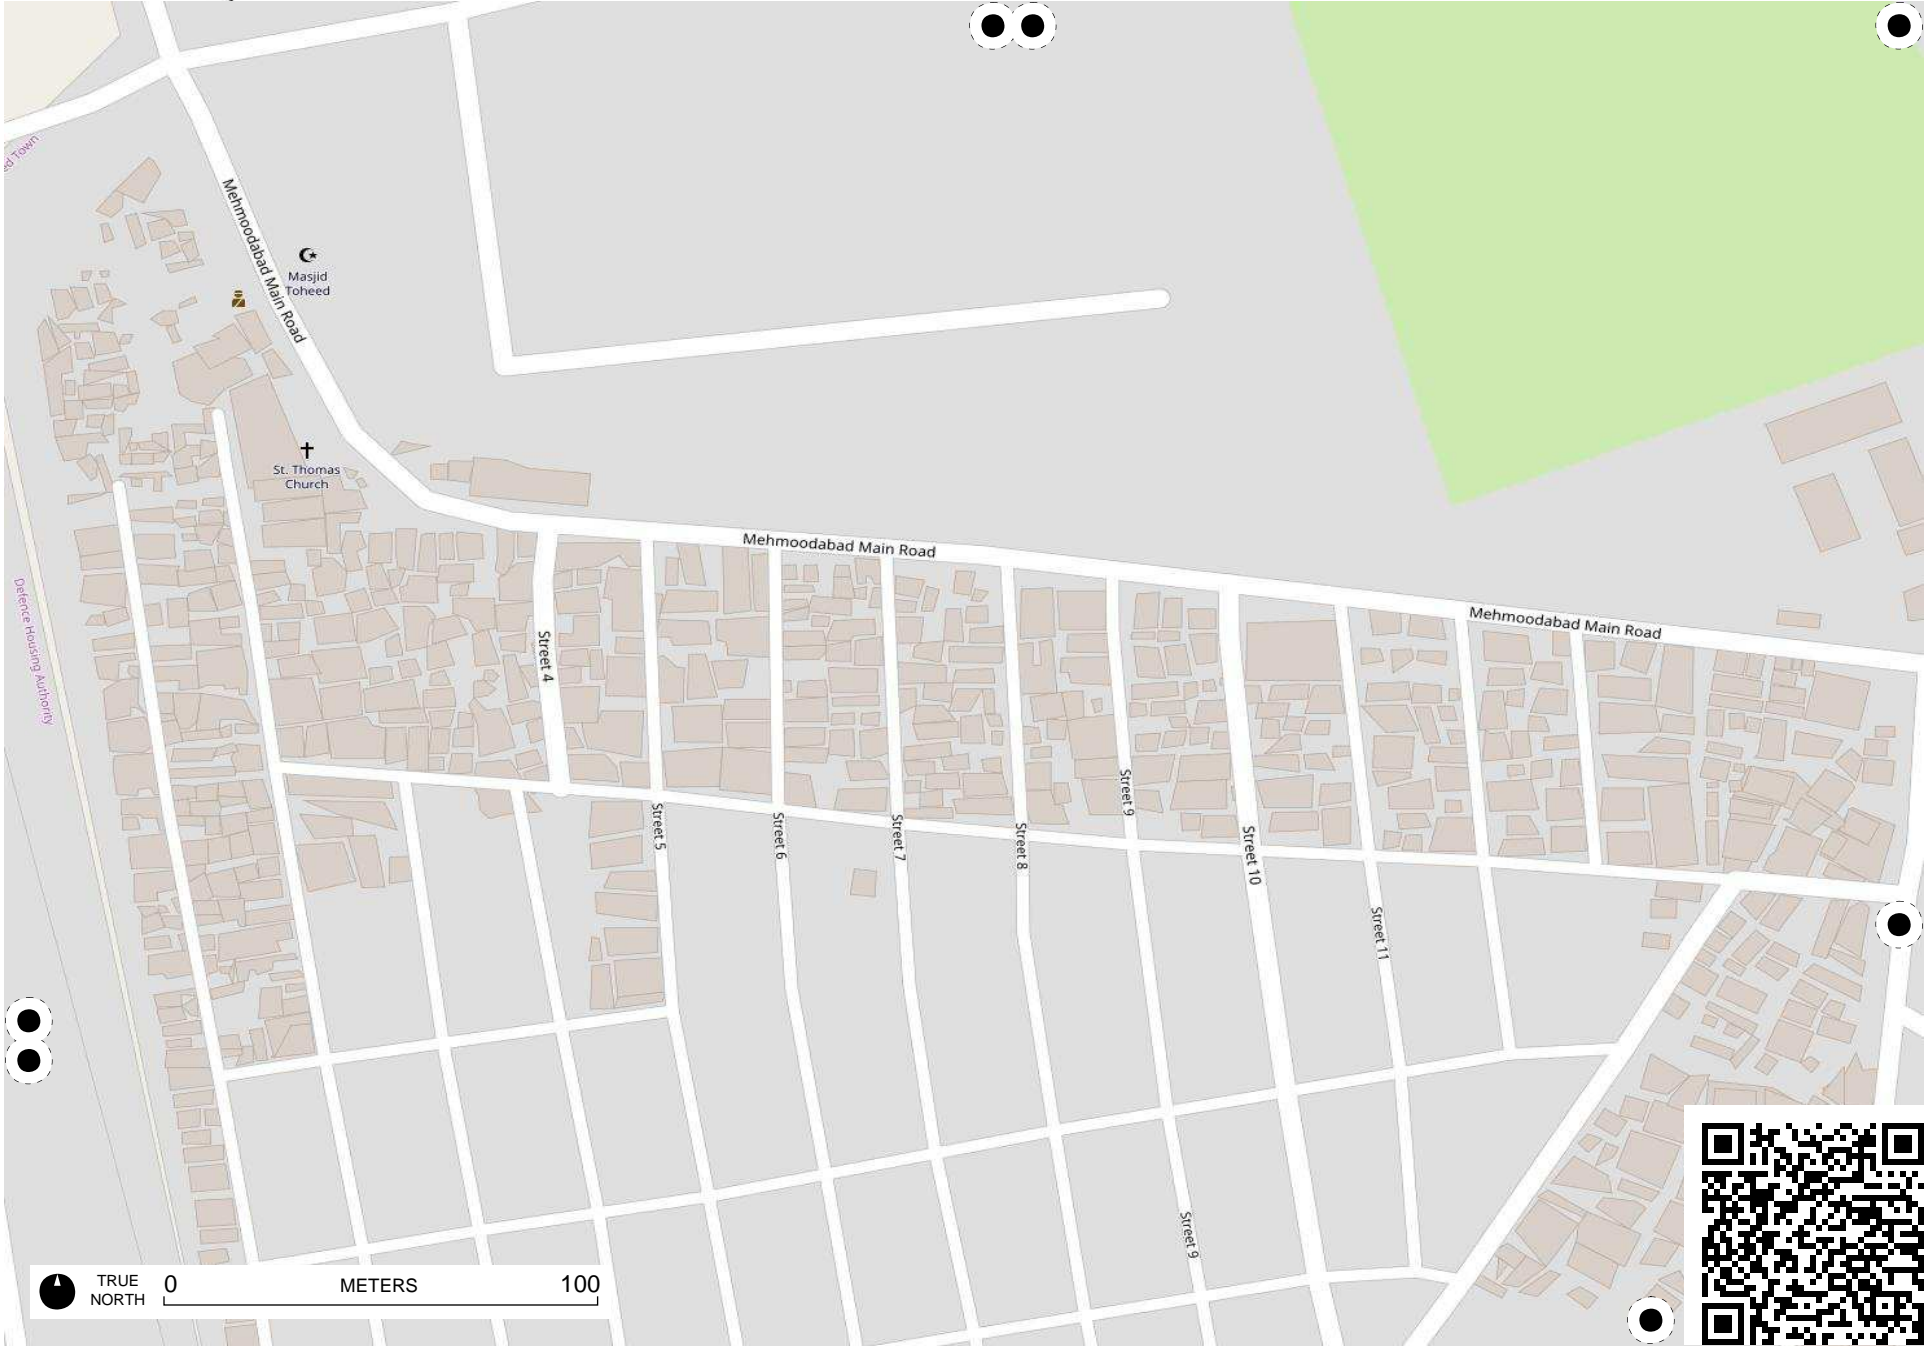 ed Town
Mehmoodabad Main Road
Masjid
Toheed
St. Thomas
Church
Mehmoodabad Main Road
Mehmoodabad Main Road
Defence Housing Authority
Street 4
Street 5
Street 6
Street 7
Street 8
Street 9
Street 10
Street 11
Street 9
TRUE
NORTH
0 METERS 100